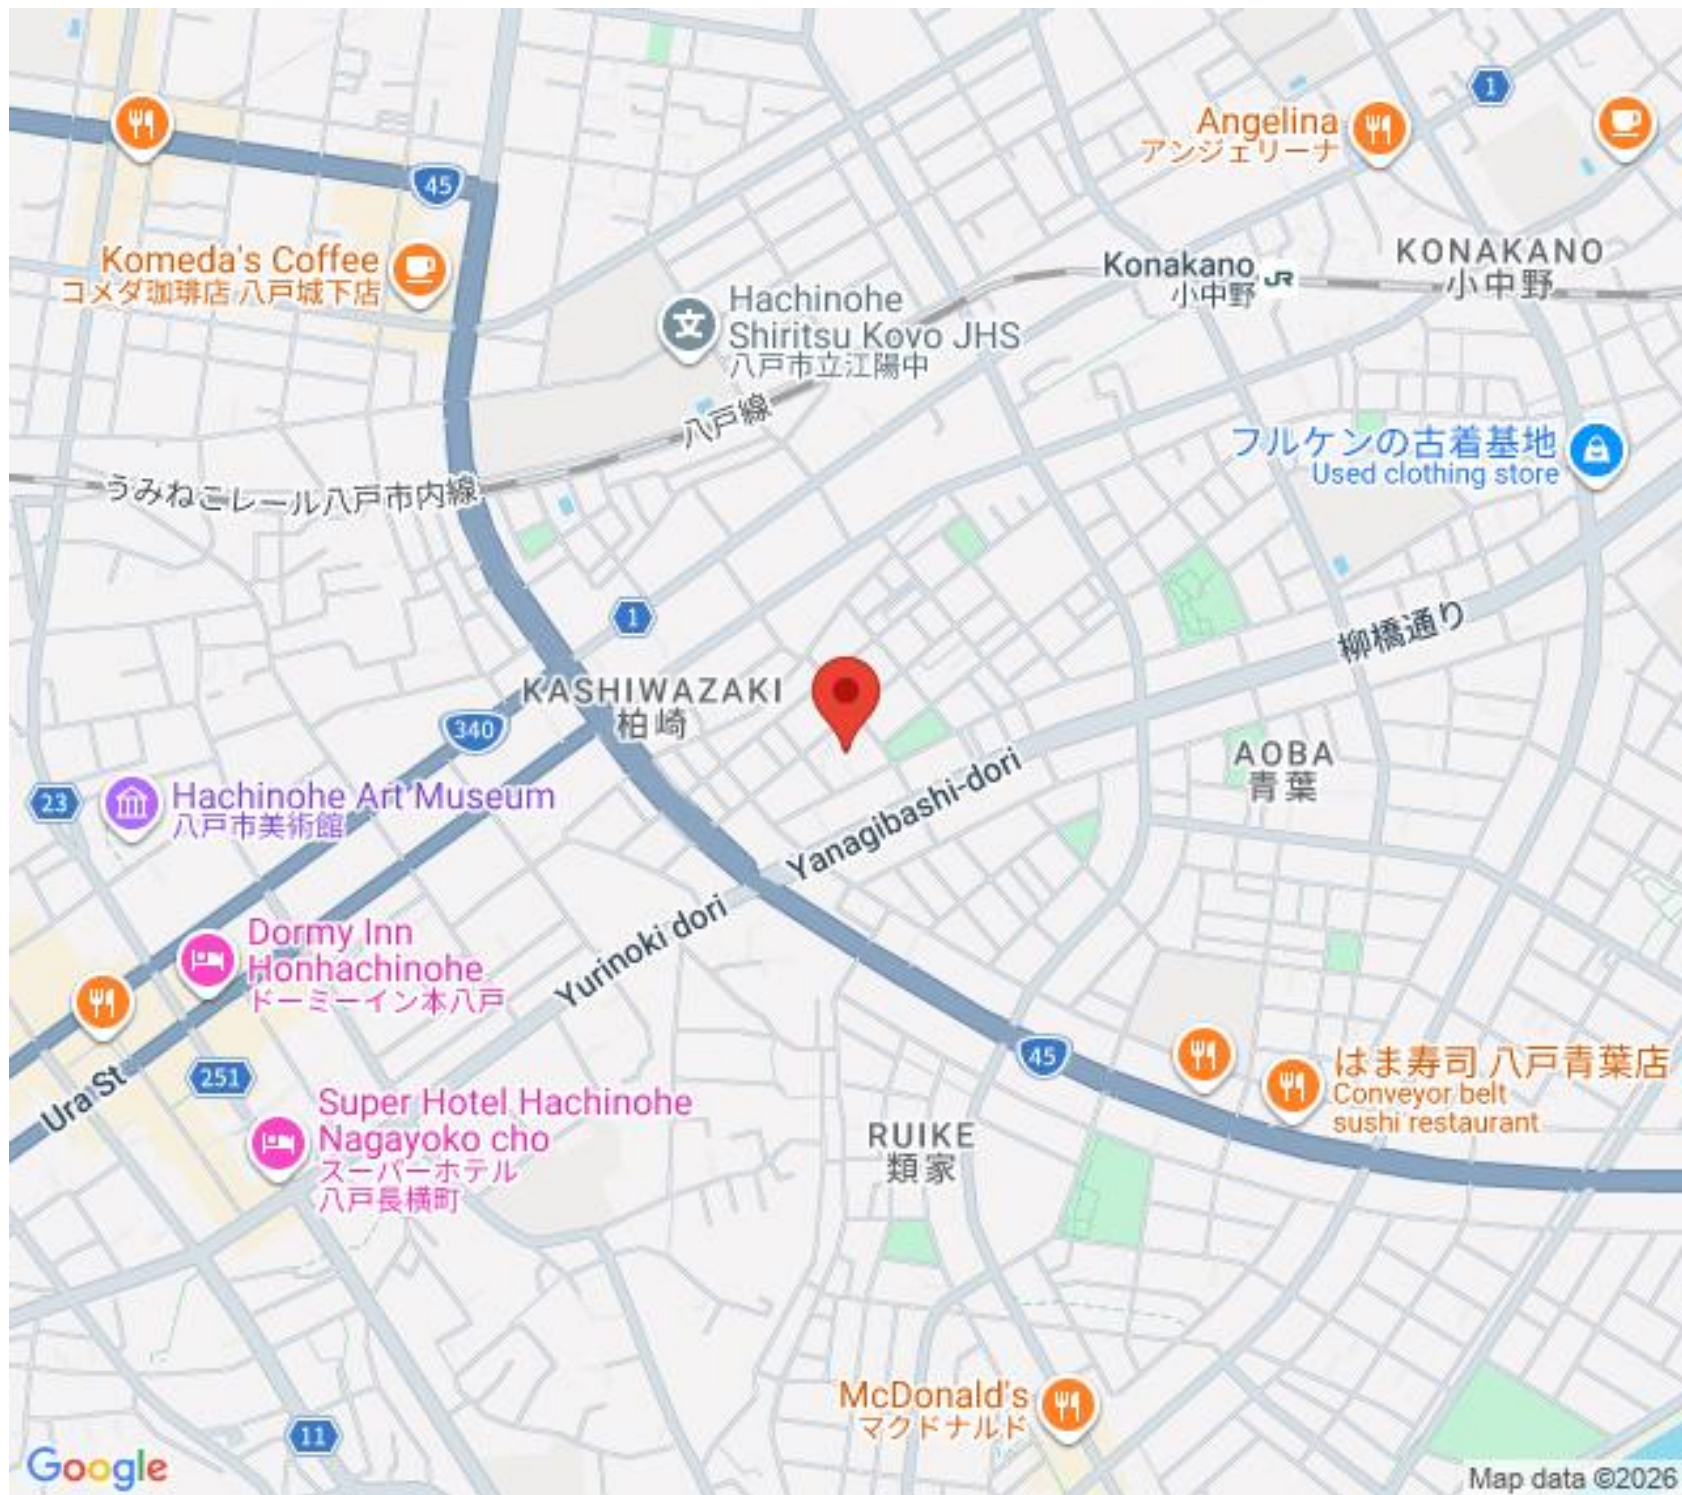 1
Angelina
アンジェリーナ
45
Komeda's Coffee
コメダ珈琲店 八戸城下店
Konakano
小中野
JR
KONAKANO
小中野
Hachinohe
Shiritsu Kovo JHS
八戸市立江陽中
八戸線
フルケンの古着基地
Used clothing store
うみねこレール八戸市内線
1
柳橋通り
KASHIWAZAKI
柏崎
340
AOBA
青葉
23
Hachinohe Art Museum
八戸市美術館
Yanagibashi-dori
Yurinoki dori
Dormy Inn
Honhachinohe
ドーミーイン本八戸
45
はま寿司 八戸青葉店
Conveyor belt
sushi restaurant
251
Ura St
Super Hotel Hachinohe
Nagayoko cho
スーパーホテル
八戸長横町
RUIKE
類家
McDonald's
マクドナルド
11
Google
Map data ©2026